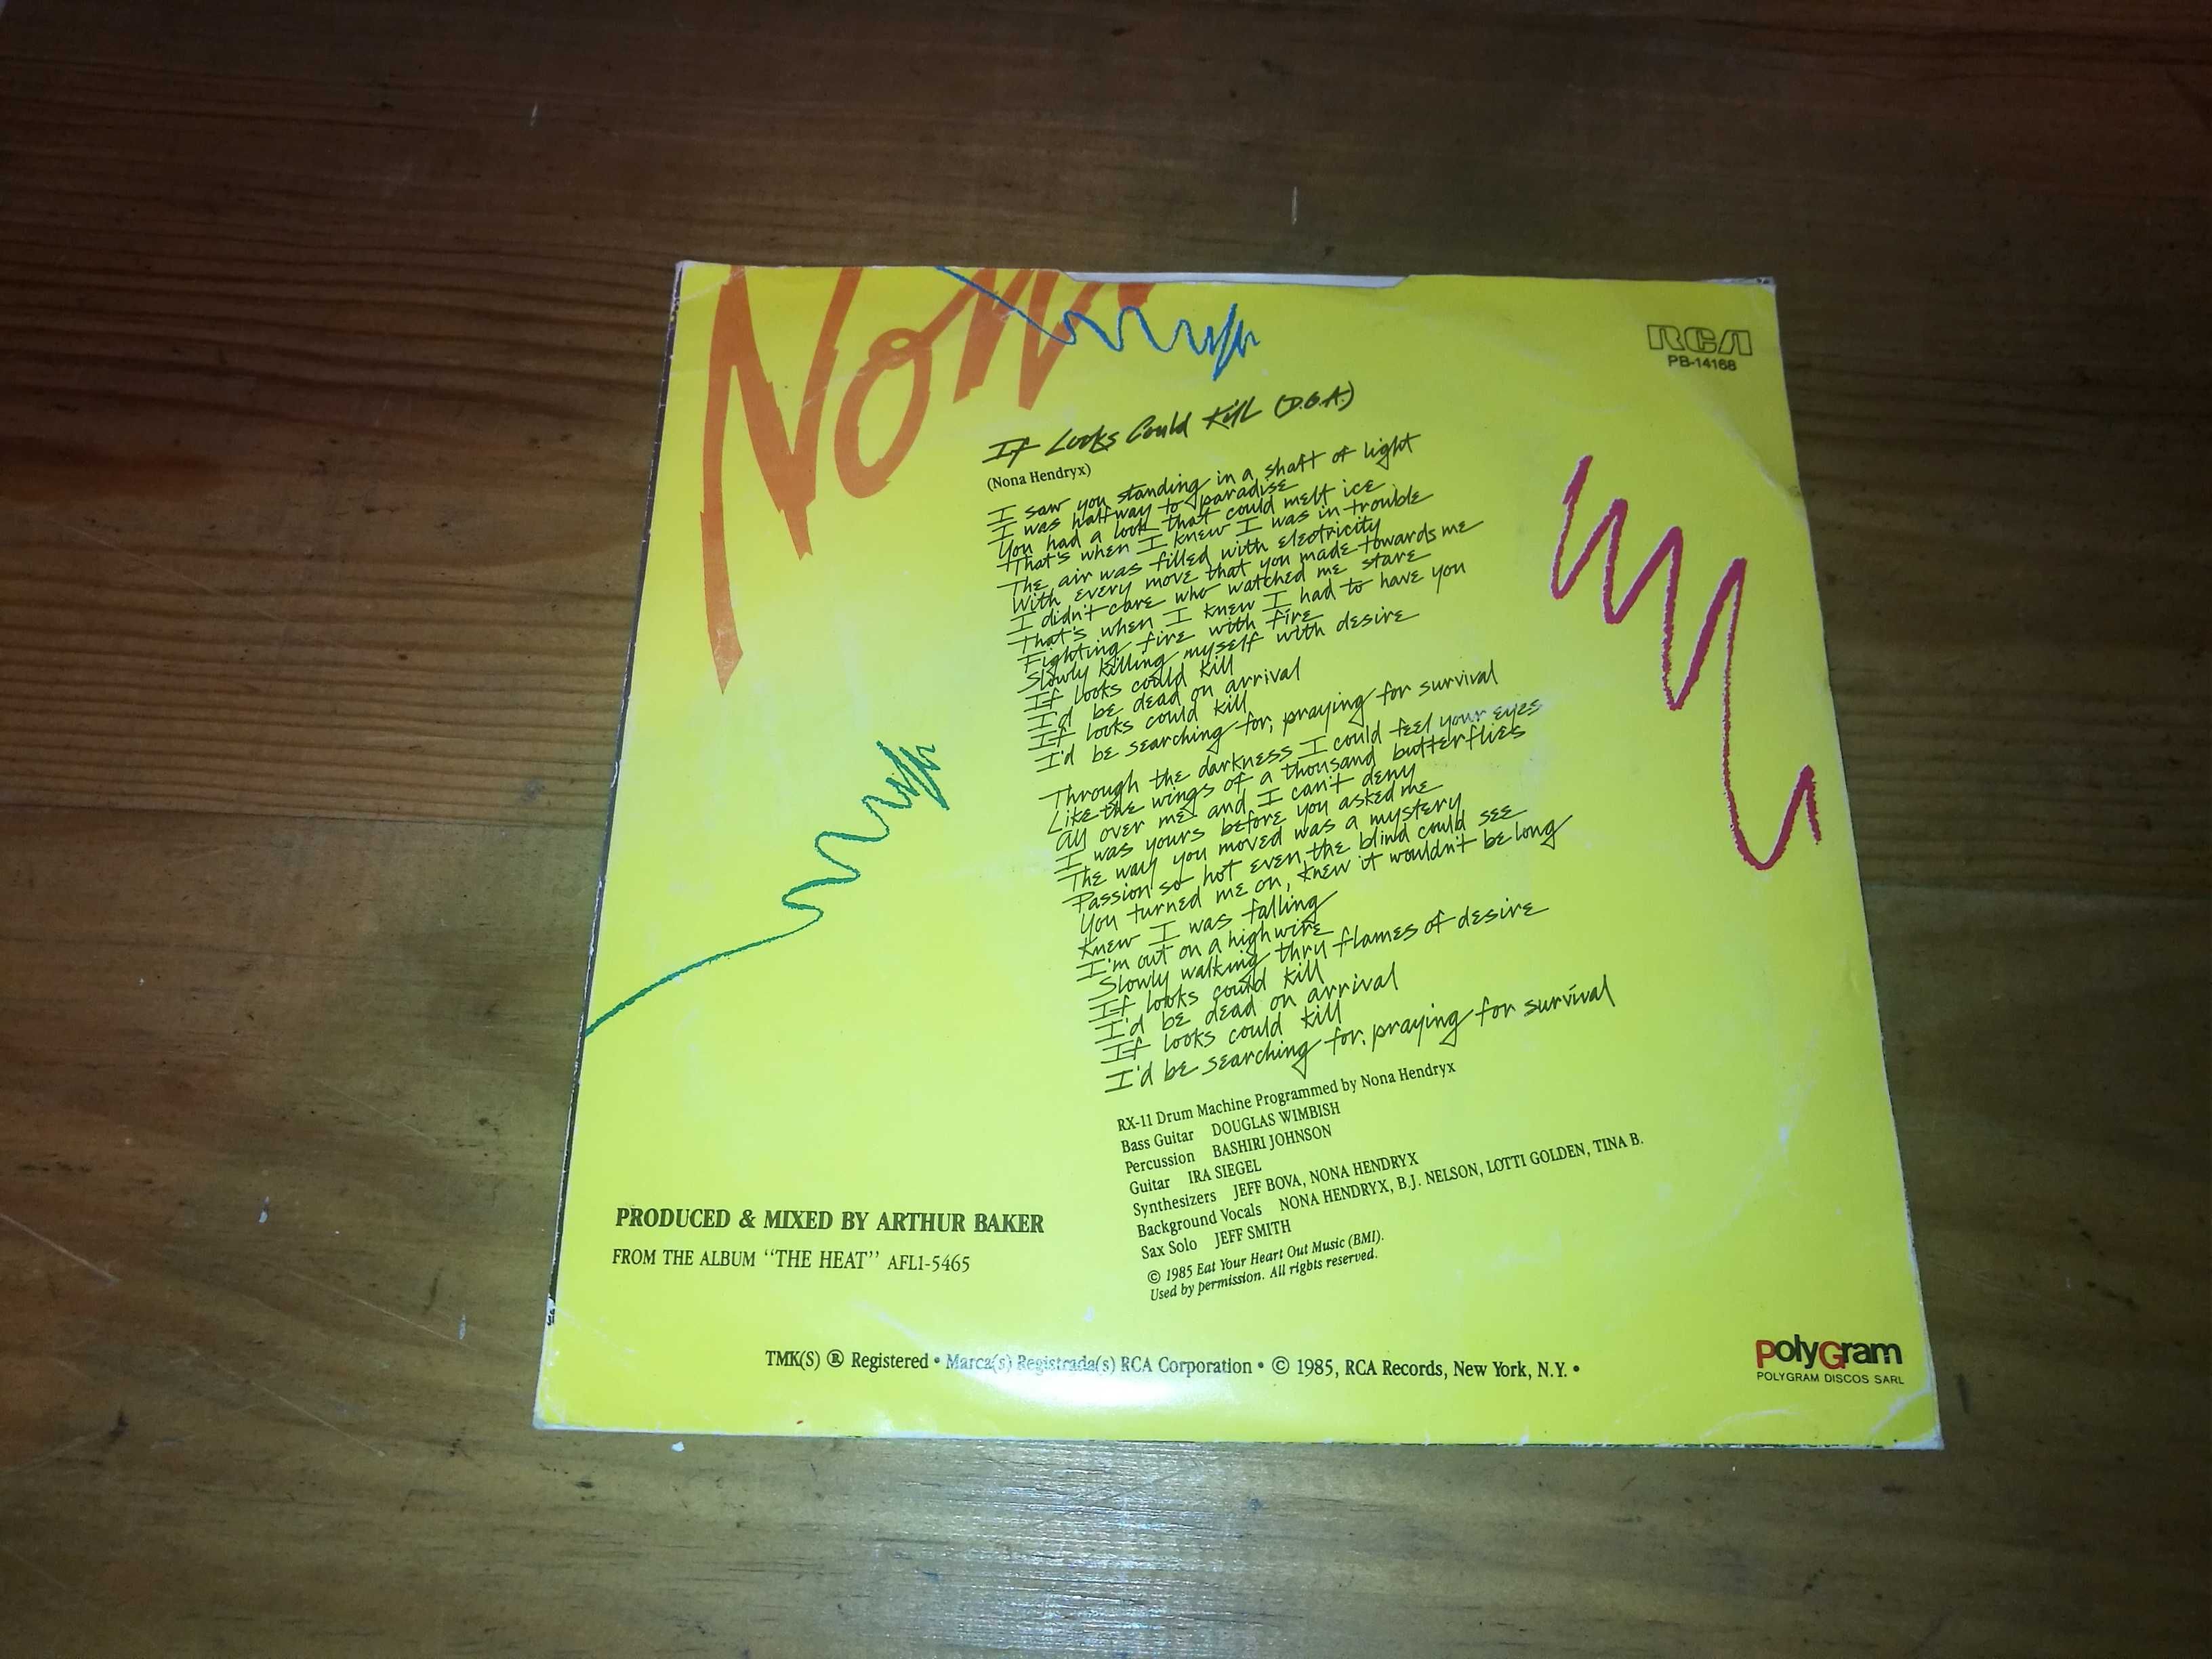 NONA
RCA
PB-14168
If Looks Could Kill (D.O.A.)
(Nona Hendryx)
I saw you standing in a shaft of light
I was halfway to paradise
You had a look that could melt ice
That's when I knew I was in trouble
The air was filled with electricity
With every move that you made towards me
I didn't care who watched me stare
That's when I knew I had to have you
Fighting fire with fire
Slowly killing myself with desire
If looks could kill
I'd be dead on arrival
If looks could kill
I'd be searching for, praying for survival
Through the darkness I could feel your eyes
Like the wings of a thousand butterflies
All over me and I can't deny
I was yours before you asked me
The way you moved was a mystery
Passion so hot even the blind could see
You turned me on, knew it wouldn't be long
Knew I was falling
I'm out on a high wire
Slowly walking thru flames of desire
If looks could kill
I'd be dead on arrival
If looks could kill
I'd be searching for, praying for survival
RX-11 Drum Machine Programmed by Nona Hendryx
Bass Guitar DOUGLAS WIMBISH
Percussion BASHIRI JOHNSON
Guitar IRA SIEGEL
Synthesizers JEFF BOVA, NONA HENDRYX
Background Vocals NONA HENDRYX, B.J. NELSON, LOTTI GOLDEN, TINA B.
Sax Solo JEFF SMITH
© 1985 Eat Your Heart Out Music (BMI).
Used by permission. All rights reserved.
PRODUCED & MIXED BY ARTHUR BAKER
FROM THE ALBUM "THE HEAT" AFL1-5465
TMK(S) ® Registered • Marca(s) Registrada(s) RCA Corporation • © 1985, RCA Records, New York, N.Y. •
PolyGram
POLYGRAM DISCOS SARL